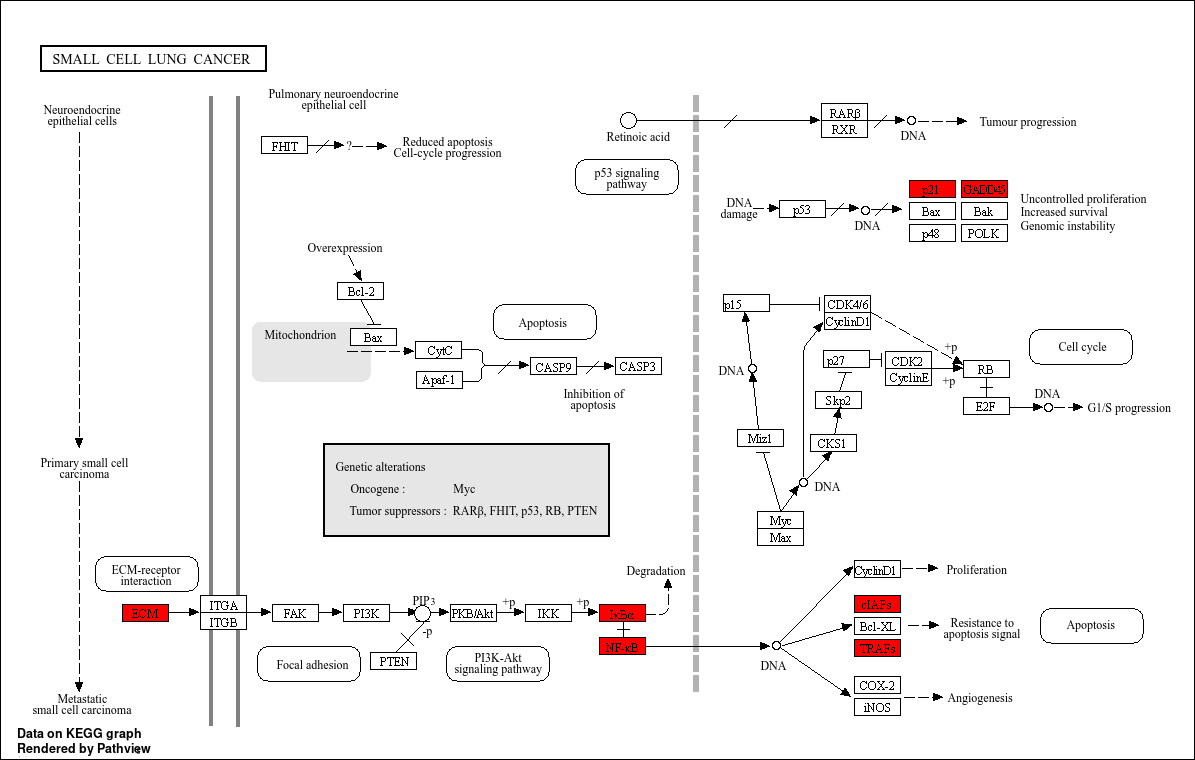 SMALL CELL LUNG CANCER
Neuroendocrine
epithelial cells
Pulmonary neuroendocrine
epithelial cell
FHIT
?
Reduced apoptosis
Cell-cycle progression
Retinoic acid
RARβ
RXR
DNA
Tumour progression
p53 signaling
pathway
DNA
damage
p53
DNA
p21
GADD45
Bax
Bak
p48
POLK
Uncontrolled proliferation
Increased survival
Genomic instability
Overexpression
Bcl-2
Mitochondrion
Bax
Apoptosis
CytC
Apaf-1
CASP9
CASP3
Inhibition of
apoptosis
p15
CDK4/6
CyclinD1
+p
Cell cycle
DNA
p27
CDK2
CyclinE
+p
RB
Skp2
E2F
DNA
G1/S progression
Miz1
CKS1
DNA
Myc
Max
Primary small cell
carcinoma
Genetic alterations
Oncogene : Myc
Tumor suppressors : RARβ, FHIT, p53, RB, PTEN
ECM-receptor
interaction
ECM
ITGA
ITGB
FAK
PI3K
PIP3
-p
PTEN
PKB/Akt
+p
IKK
+p
IκBα
NF-κB
Degradation
Focal adhesion
PI3K-Akt
signaling pathway
DNA
CyclinD1
Proliferation
cIAPs
Bcl-XL
TRAFs
Resistance to
apoptosis signal
Apoptosis
COX-2
iNOS
Angiogenesis
Metastatic
small cell carcinoma
Data on KEGG graph
Rendered by Pathview